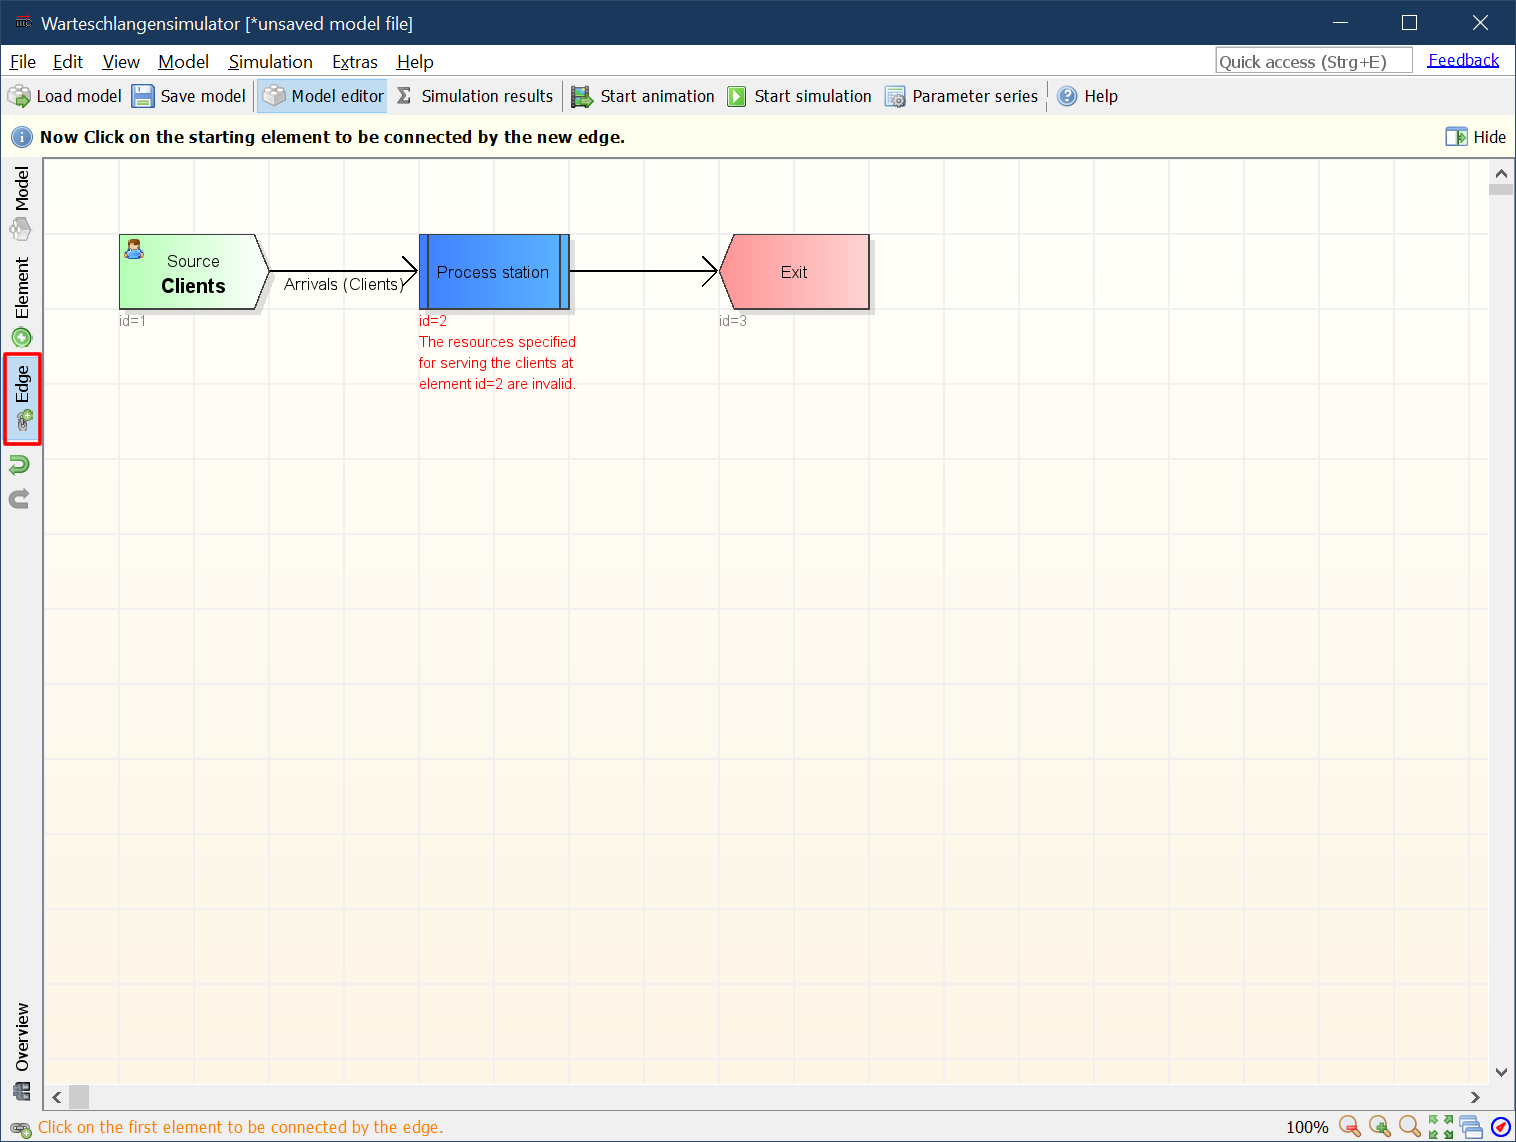 Warteschlangensimulator [*unsaved model file]
File Edit View Model Simulation Extras Help Quick access (Strg+E) Feedback
Load model Save model Model editor Simulation results Start animation Start simulation Parameter series Help
Now Click on the starting element to be connected by the new edge. Hide
Model
Element
Edge
Overview
Source
Clients
id=1
Arrivals (Clients)
Process station
id=2
The resources specified
for serving the clients at
element id=2 are invalid.
Exit
id=3
Click on the first element to be connected by the edge. 100%